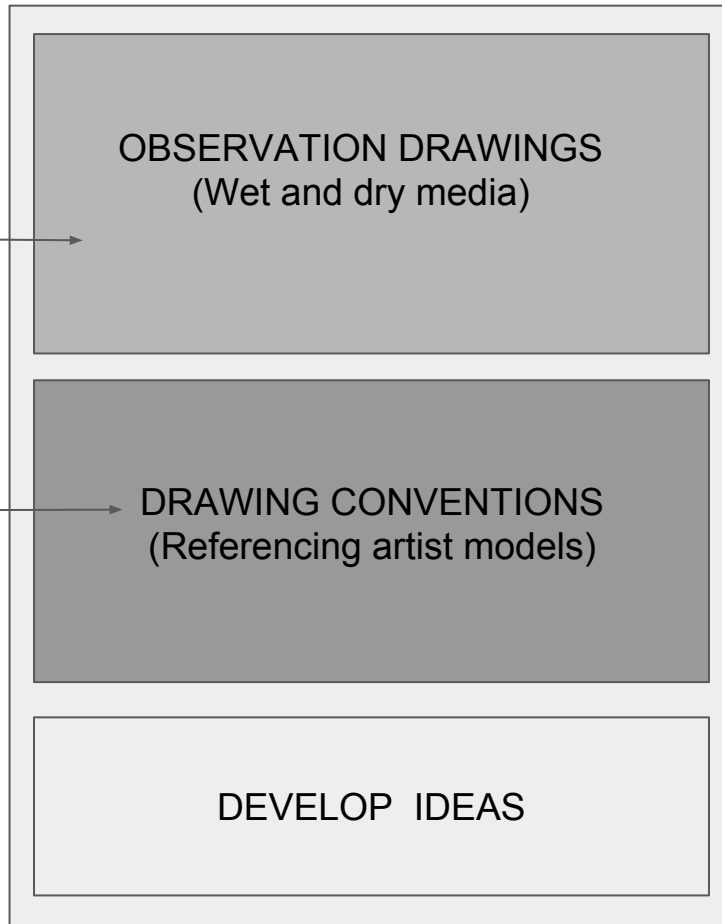 OBSERVATION DRAWINGS
(Wet and dry media)
DRAWING CONVENTIONS
(Referencing artist models)
DEVELOP  IDEAS